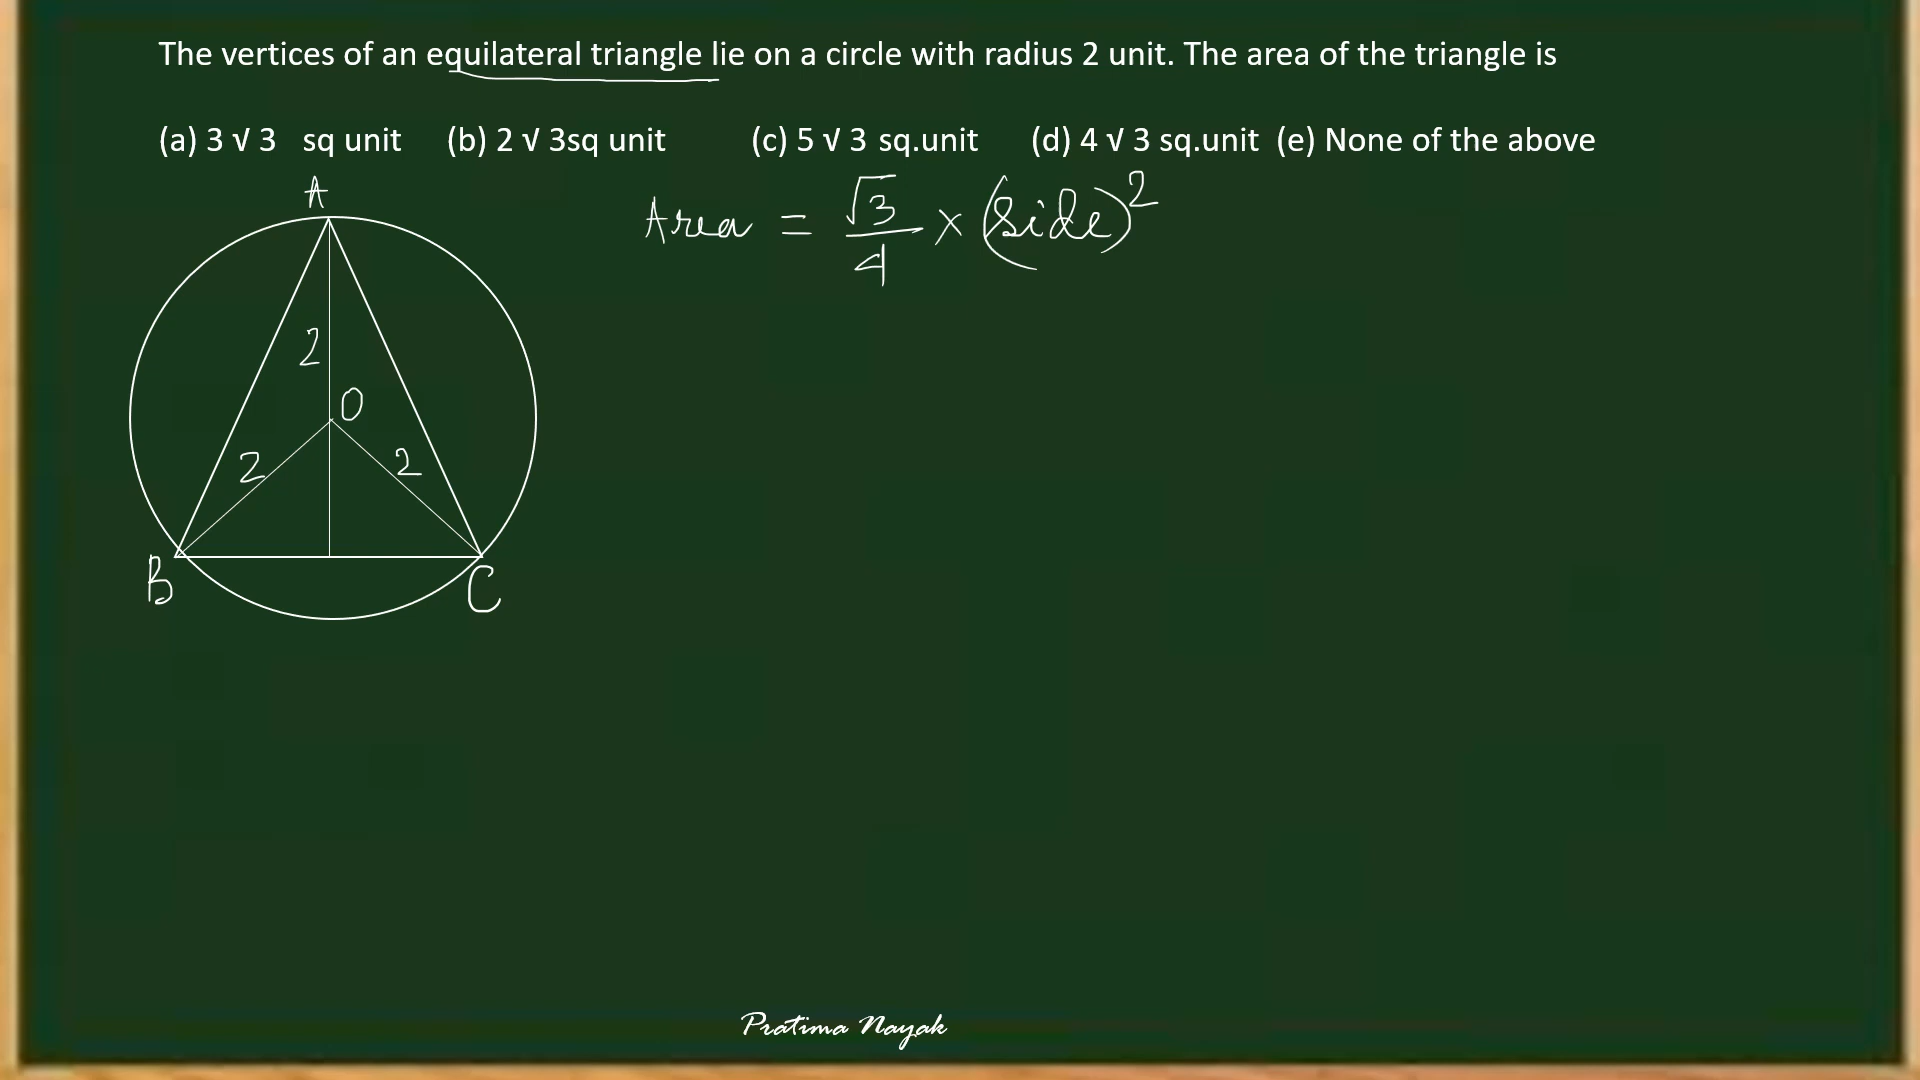 The vertices of an equilateral triangle lie on a circle with radius 2 unit. The area of the triangle is
(a) 3 √ 3 sq unit (b) 2 √ 3sq unit (c) 5 √ 3 sq.unit (d) 4 √ 3 sq.unit (e) None of the above
A
Area = √3/4 × (side)²
2
O
2 2
B C
Pratima Nayak